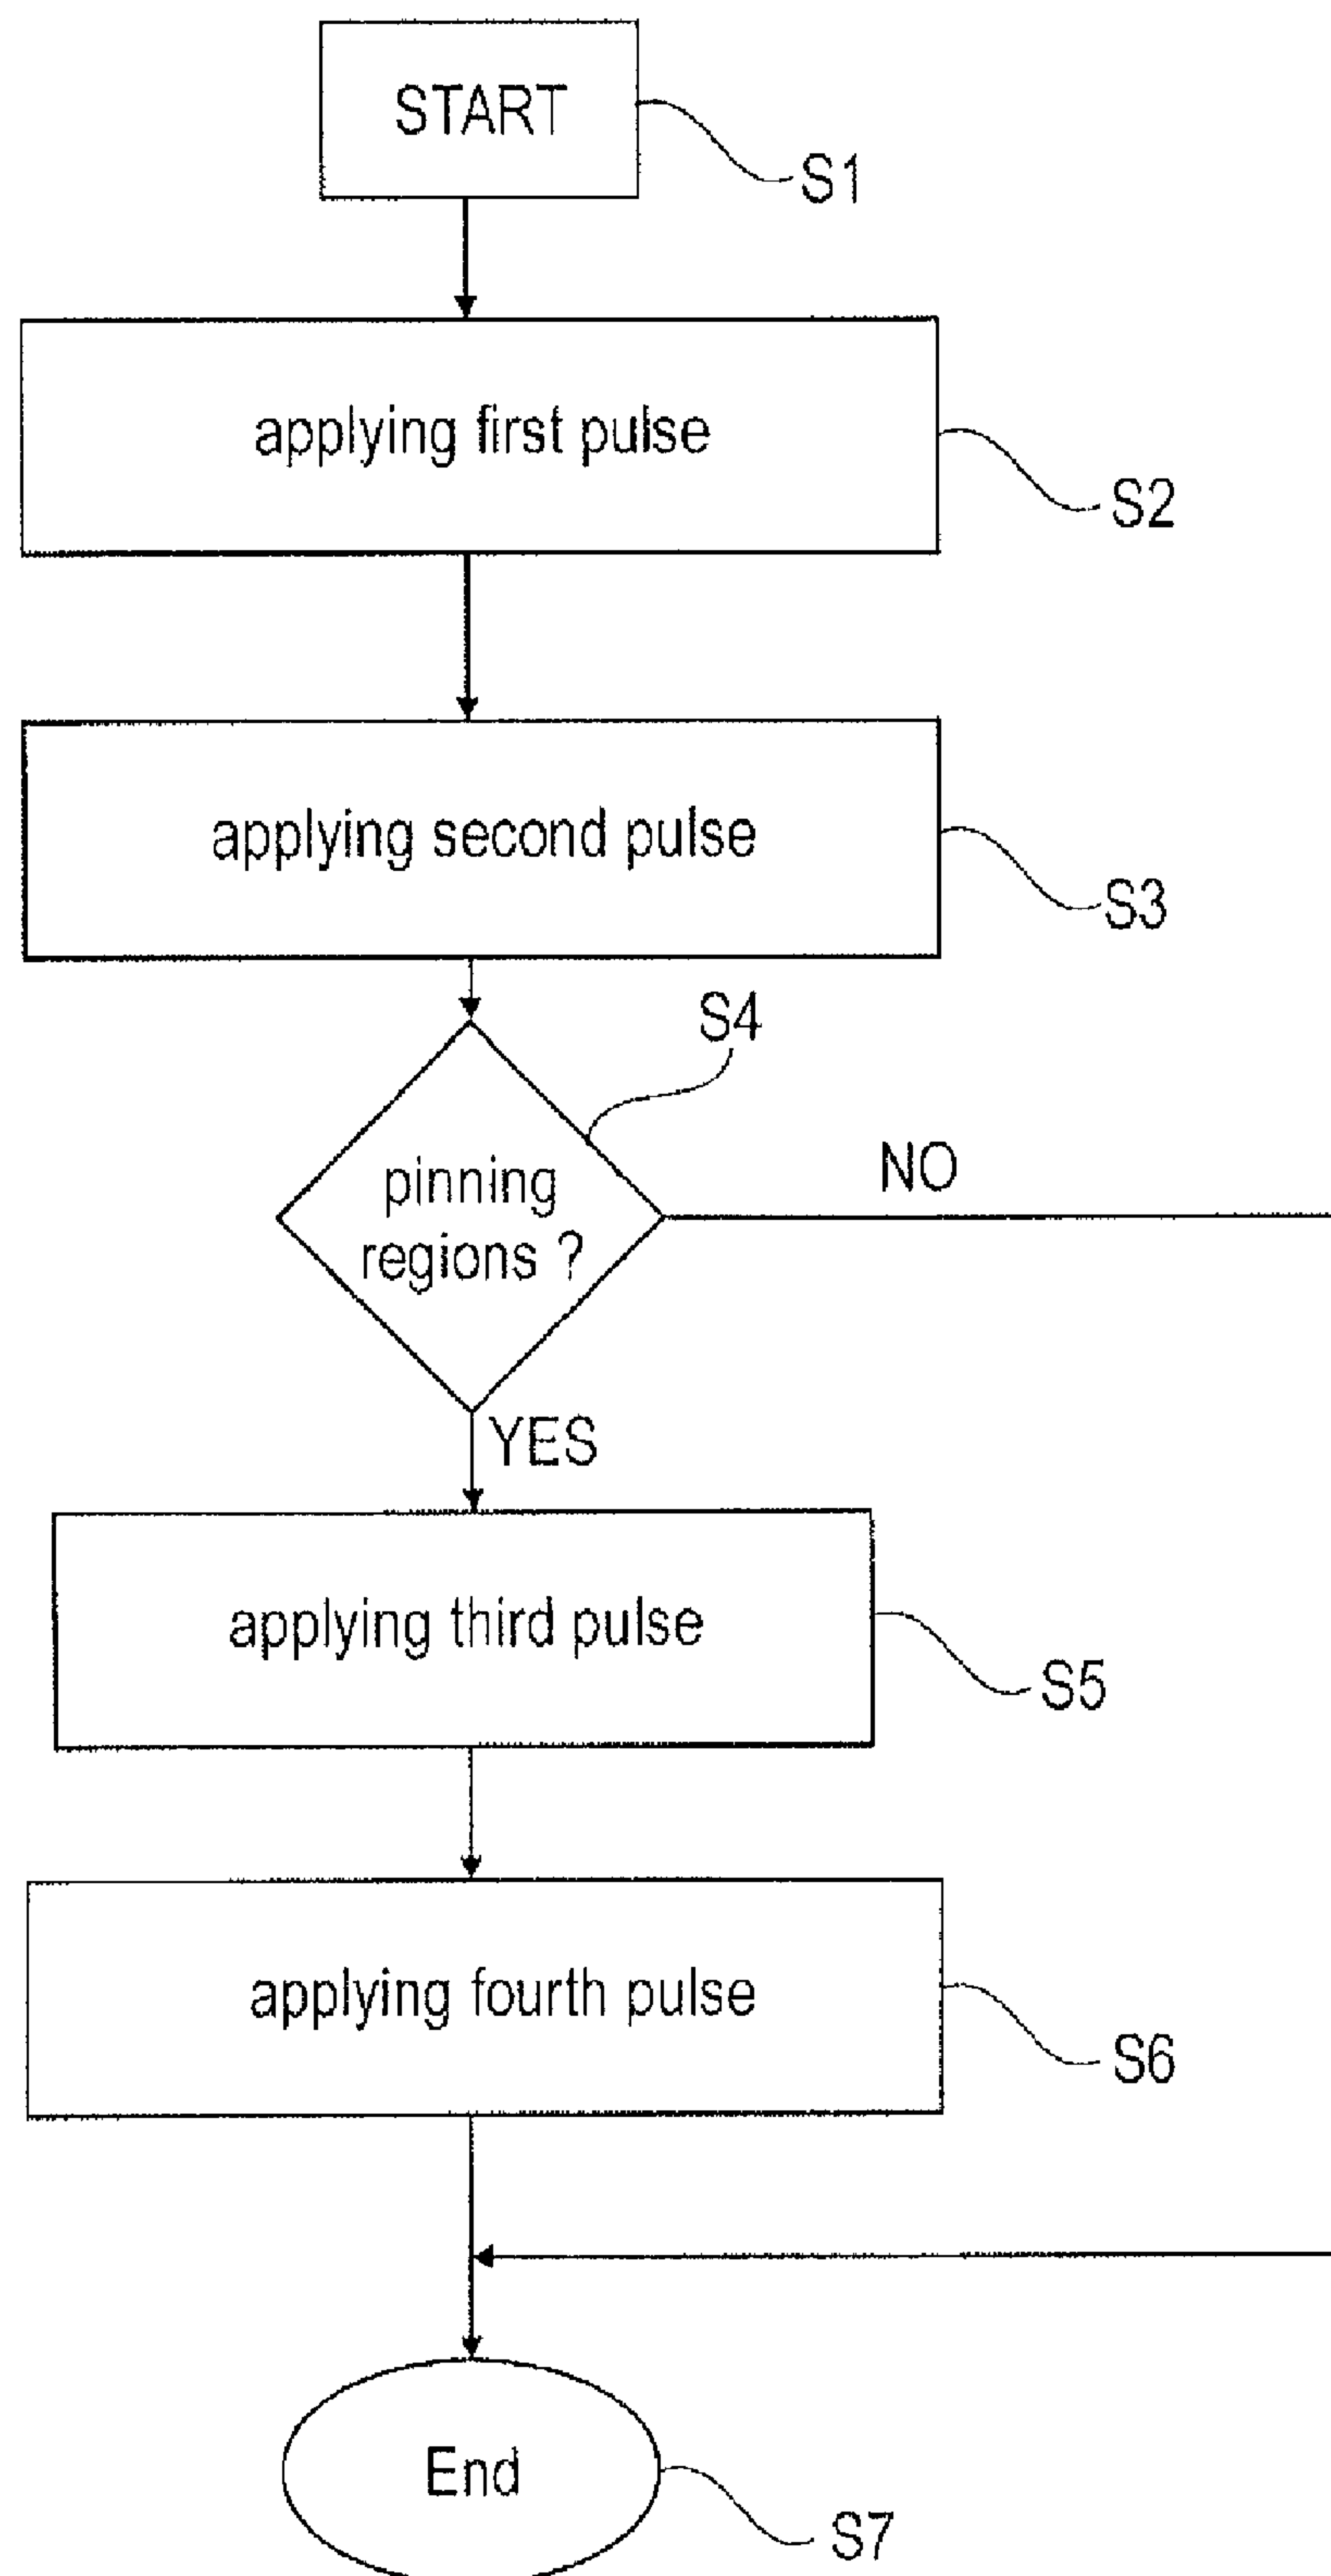 START
S1
applying first pulse
S2
applying second pulse
S3
S4
pinning
regions ?
NO
YES
applying third pulse
S5
applying fourth pulse
S6
End
S7